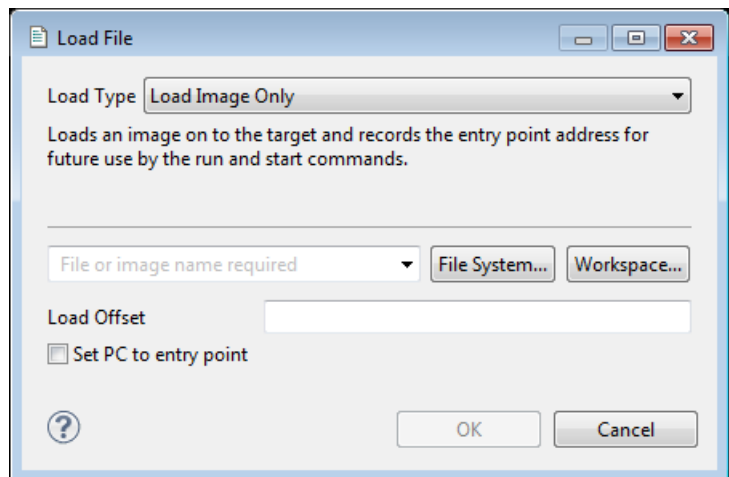 Load File
Load Type Load Image Only
Loads an image on to the target and records the entry point address for
future use by the run and start commands.
File or image name required File System... Workspace...
Load Offset
Set PC to entry point
? OK Cancel